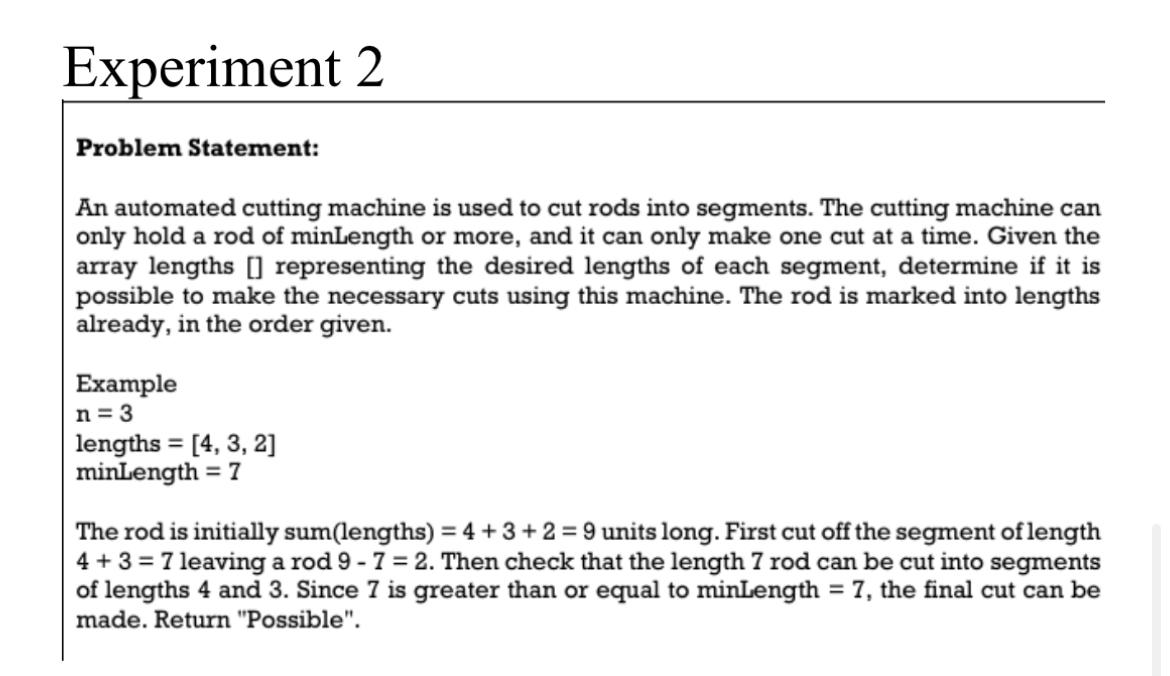 Experiment 2
Problem Statement:
An automated cutting machine is used to cut rods into segments. The cutting machine can
only hold a rod of minLength or more, and it can only make one cut at a time. Given the
array lengths [] representing the desired lengths of each segment, determine if it is
possible to make the necessary cuts using this machine. The rod is marked into lengths
already, in the order given.
Example
n = 3
lengths = [4, 3, 2]
minLength = 7
The rod is initially sum(lengths) = 4 + 3 + 2 = 9 units long. First cut off the segment of length
4 + 3 = 7 leaving a rod 9 - 7 = 2. Then check that the length 7 rod can be cut into segments
of lengths 4 and 3. Since 7 is greater than or equal to minLength = 7, the final cut can be
made. Return "Possible".